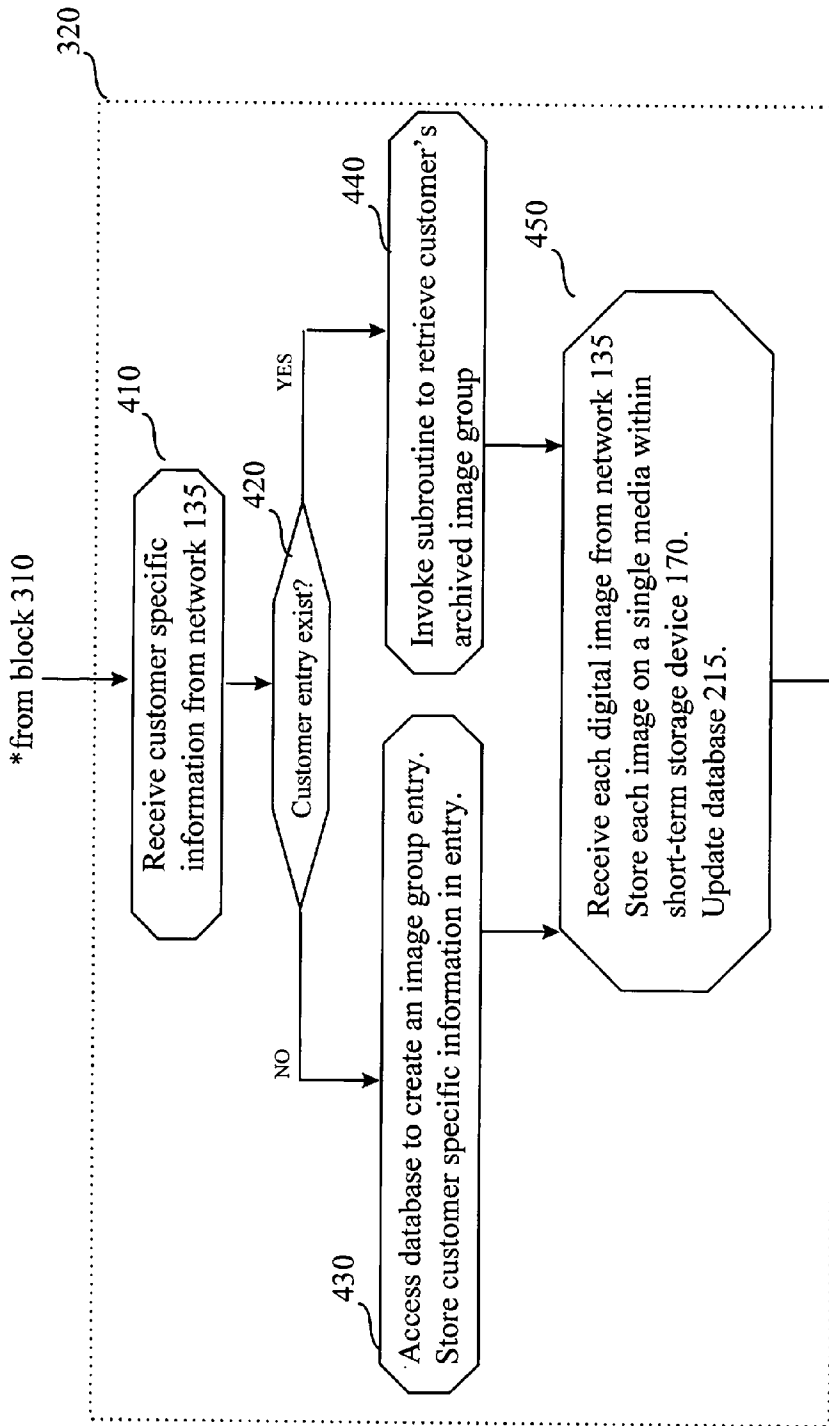 *from block 310
320
410
Receive customer specific
information from network 135
420
Customer entry exist?
NO
YES
430
Access database to create an image group entry.
Store customer specific information in entry.
440
Invoke subroutine to retrieve customer's
archived image group
450
Receive each digital image from network 135
Store each image on a single media within
short-term storage device 170.
Update database 215.